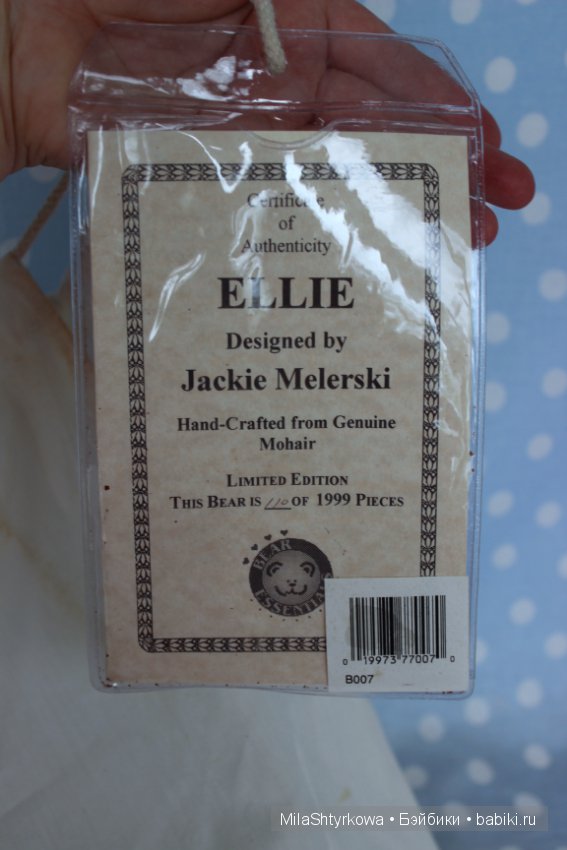 Certificate
of
Authenticity
ELLIE
Designed by
Jackie Melerski
Hand-Crafted from Genuine
Mohair
LIMITED EDITION
THIS BEAR IS 110 OF 1999 PIECES
BEAR
ESSENTIALS
0 19973 77007 0
B007
MilaShtyrkowa • Бэйбики • babiki.ru